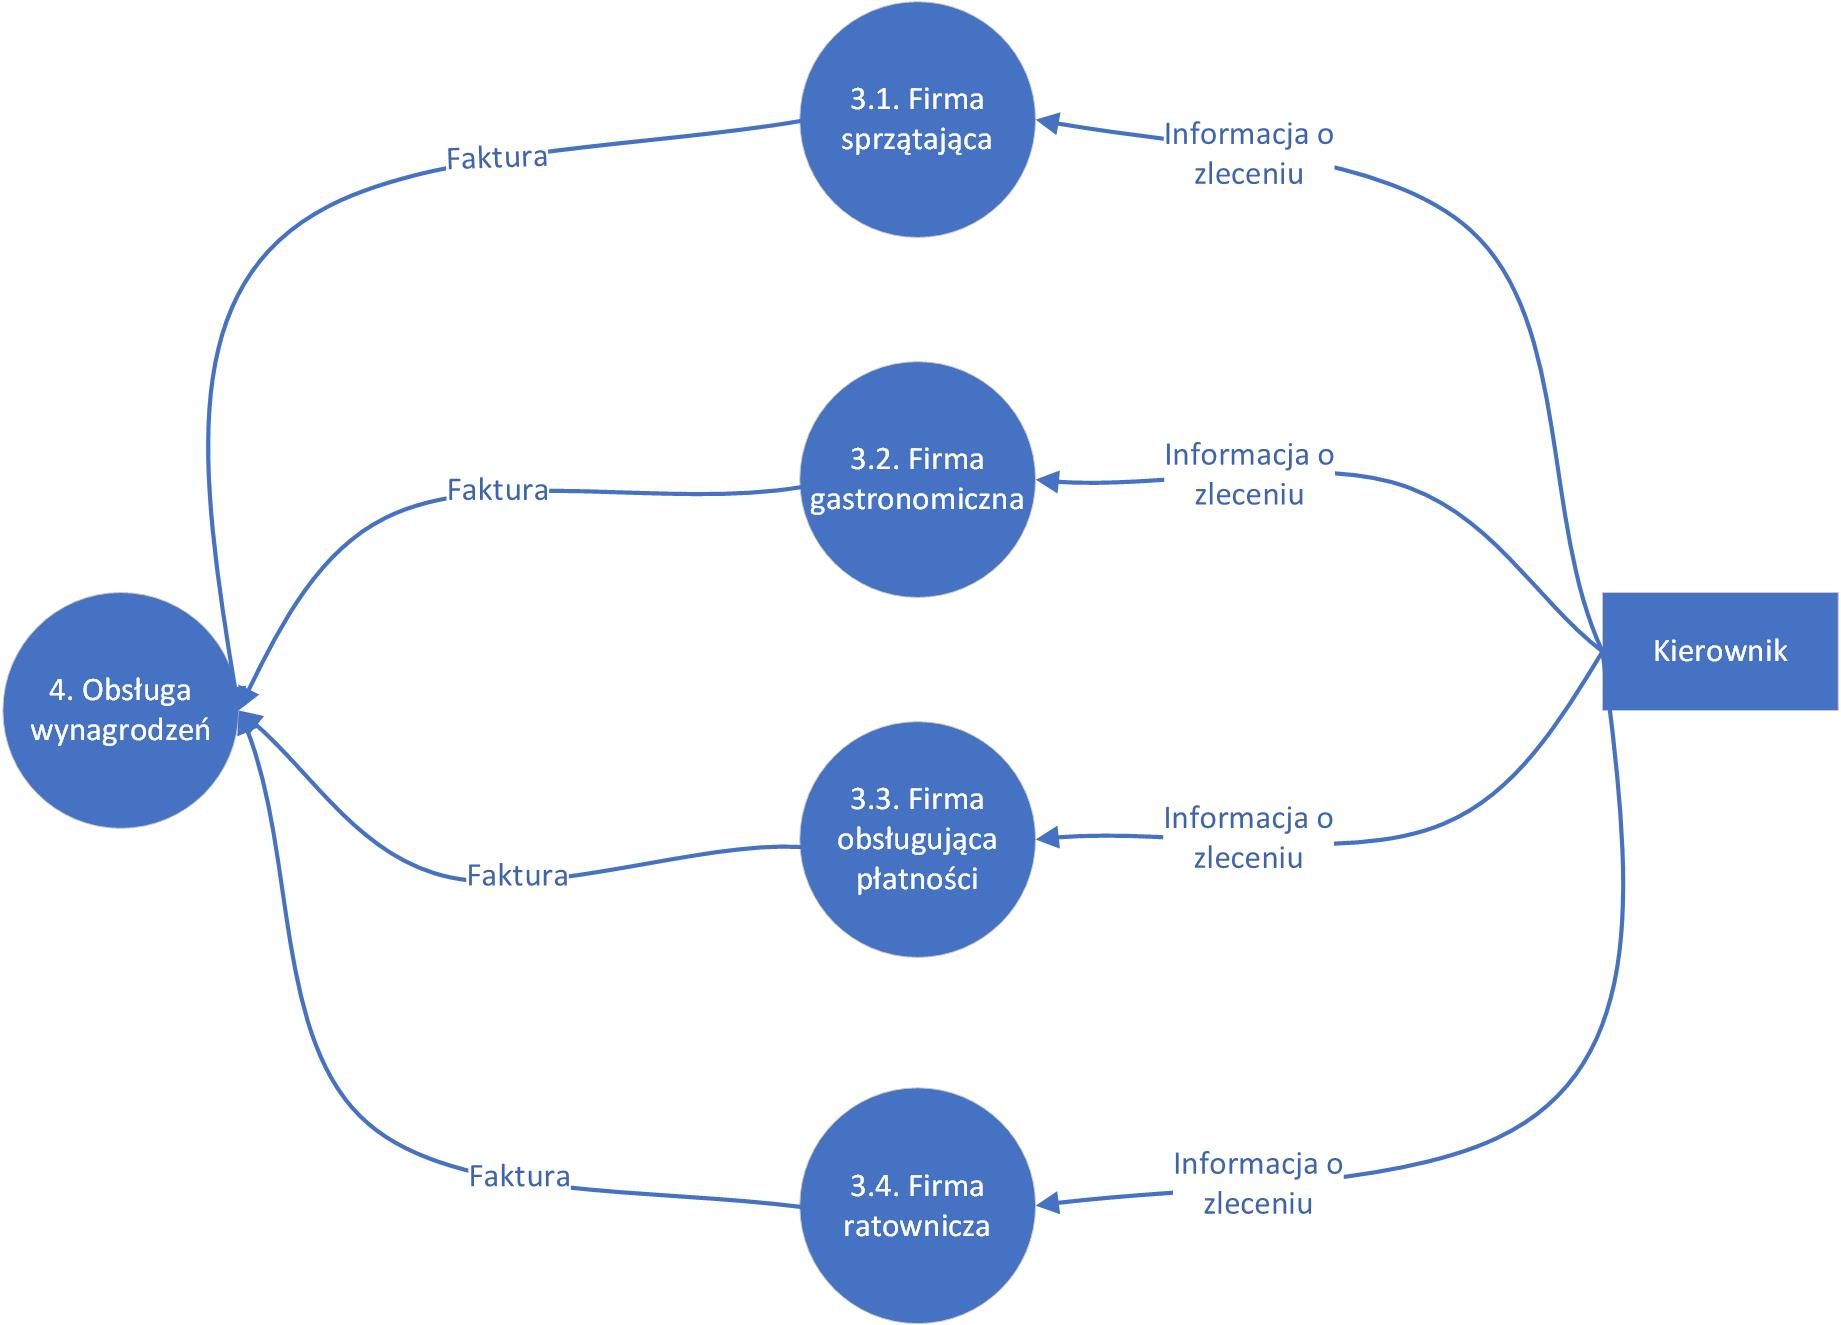 3.1. Firma
sprzątająca
Informacja o
zleceniu
Faktura
3.2. Firma
gastronomiczna
Informacja o
zleceniu
Faktura
Kierownik
4. Obsługa
wynagrodzeń
3.3. Firma
obsługująca
płatności
Informacja o
zleceniu
Faktura
3.4. Firma
ratownicza
Informacja o
zleceniu
Faktura